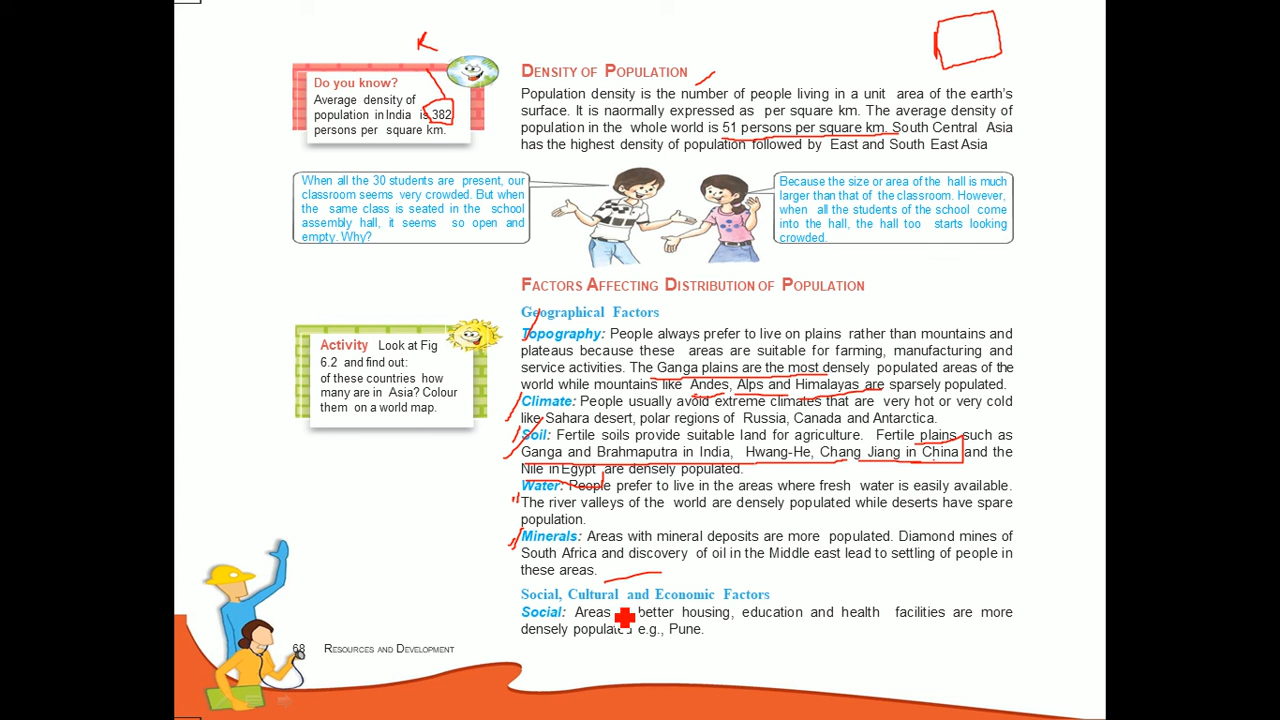 Do you know?
Average density of
population in India is 382
persons per square km.
DENSITY OF POPULATION
Population density is the number of people living in a unit area of the earth's
surface. It is naormally expressed as per square km. The average density of
population in the whole world is 51 persons per square km. South Central Asia
has the highest density of population followed by East and South East Asia
When all the 30 students are present, our
classroom seems very crowded. But when
the same class is seated in the school
assembly hall, it seems so open and
empty. Why?
Because the size or area of the hall is much
larger than that of the classroom. However,
when all the students of the school come
into the hall, the hall too starts looking
crowded.
FACTORS AFFECTING DISTRIBUTION OF POPULATION
Geographical Factors
Topography: People always prefer to live on plains rather than mountains and
plateaus because these areas are suitable for farming, manufacturing and
service activities. The Ganga plains are the most densely populated areas of the
world while mountains like Andes, Alps and Himalayas are sparsely populated.
Climate: People usually avoid extreme climates that are very hot or very cold
like Sahara desert, polar regions of Russia, Canada and Antarctica.
Soil: Fertile soils provide suitable land for agriculture. Fertile plains such as
Ganga and Brahmaputra in India, Hwang-He, Chang Jiang in China and the
Nile in Egypt are densely populated.
Water: People prefer to live in the areas where fresh water is easily available.
The river valleys of the world are densely populated while deserts have spare
population.
Minerals: Areas with mineral deposits are more populated. Diamond mines of
South Africa and discovery of oil in the Middle east lead to settling of people in
these areas.
Social, Cultural and Economic Factors
Social: Areas better housing, education and health facilities are more
densely populated e.g., Pune.
Activity Look at Fig
6.2 and find out:
of these countries how
many are in Asia? Colour
them on a world map.
68 RESOURCES AND DEVELOPMENT